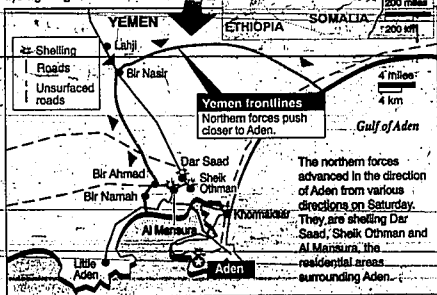 YEMEN
ETHIOPIA
SOMALIA
200 miles
200 km
Shelling
Roads
Unsurfaced
roads
Lahji
Bir Nasir
4 miles
4 km
Yemen frontlines
Northern forces push
closer to Aden.
Gulf of Aden
Dar Saad
Sheik
Othman
Bir Ahmad
Bir Namah
Khormaksar
Al Mansura
Little
Aden
Aden
The northern forces
advanced in the direction
of Aden from various
directions on Saturday.
They are shelling Dar
Saad, Sheik Othman and
Al Mansura, the
residential areas
surrounding Aden.